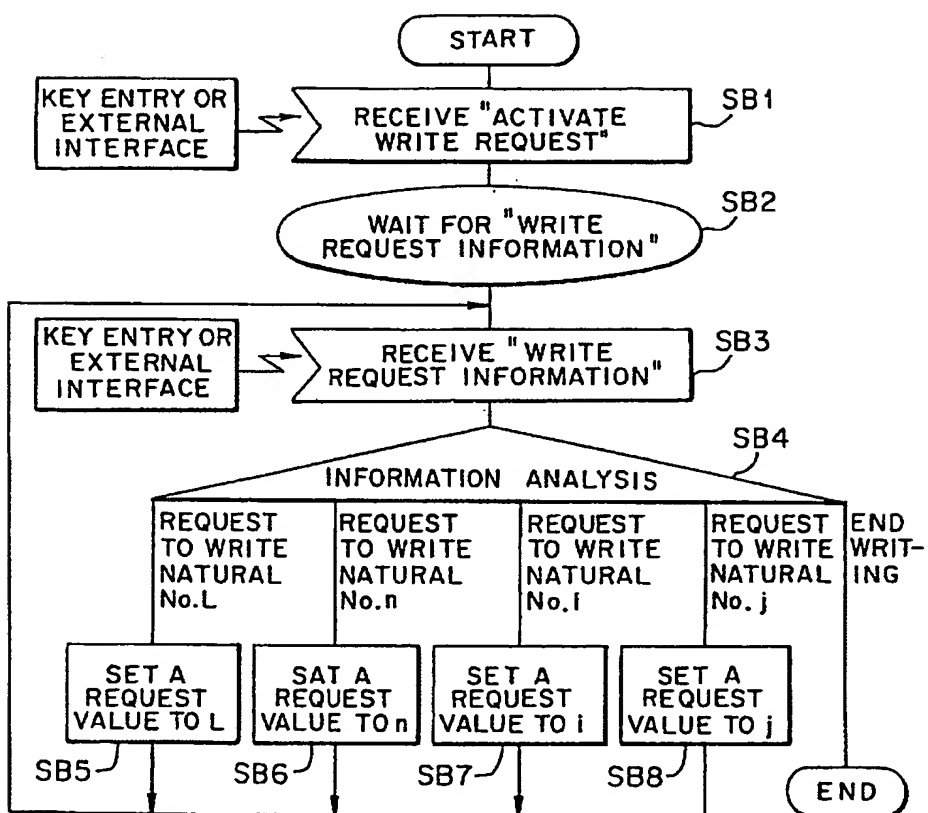 START
KEY ENTRY OR
EXTERNAL
INTERFACE
RECEIVE "ACTIVATE
WRITE REQUEST"
SB1
WAIT FOR "WRITE
REQUEST INFORMATION"
SB2
KEY ENTRY OR
EXTERNAL
INTERFACE
RECEIVE "WRITE
REQUEST INFORMATION"
SB3
INFORMATION ANALYSIS
SB4
REQUEST
TO WRITE
NATURAL
No.L
REQUEST
TO WRITE
NATURAL
No.n
REQUEST
TO WRITE
NATURAL
No.i
REQUEST
TO WRITE
NATURAL
No.j
END
WRIT-
ING
SET A
REQUEST
VALUE TO L
SB5
SAT A
REQUEST
VALUE TO n
SB6
SET A
REQUEST
VALUE TO i
SB7
SET A
REQUEST
VALUE TO j
SB8
END